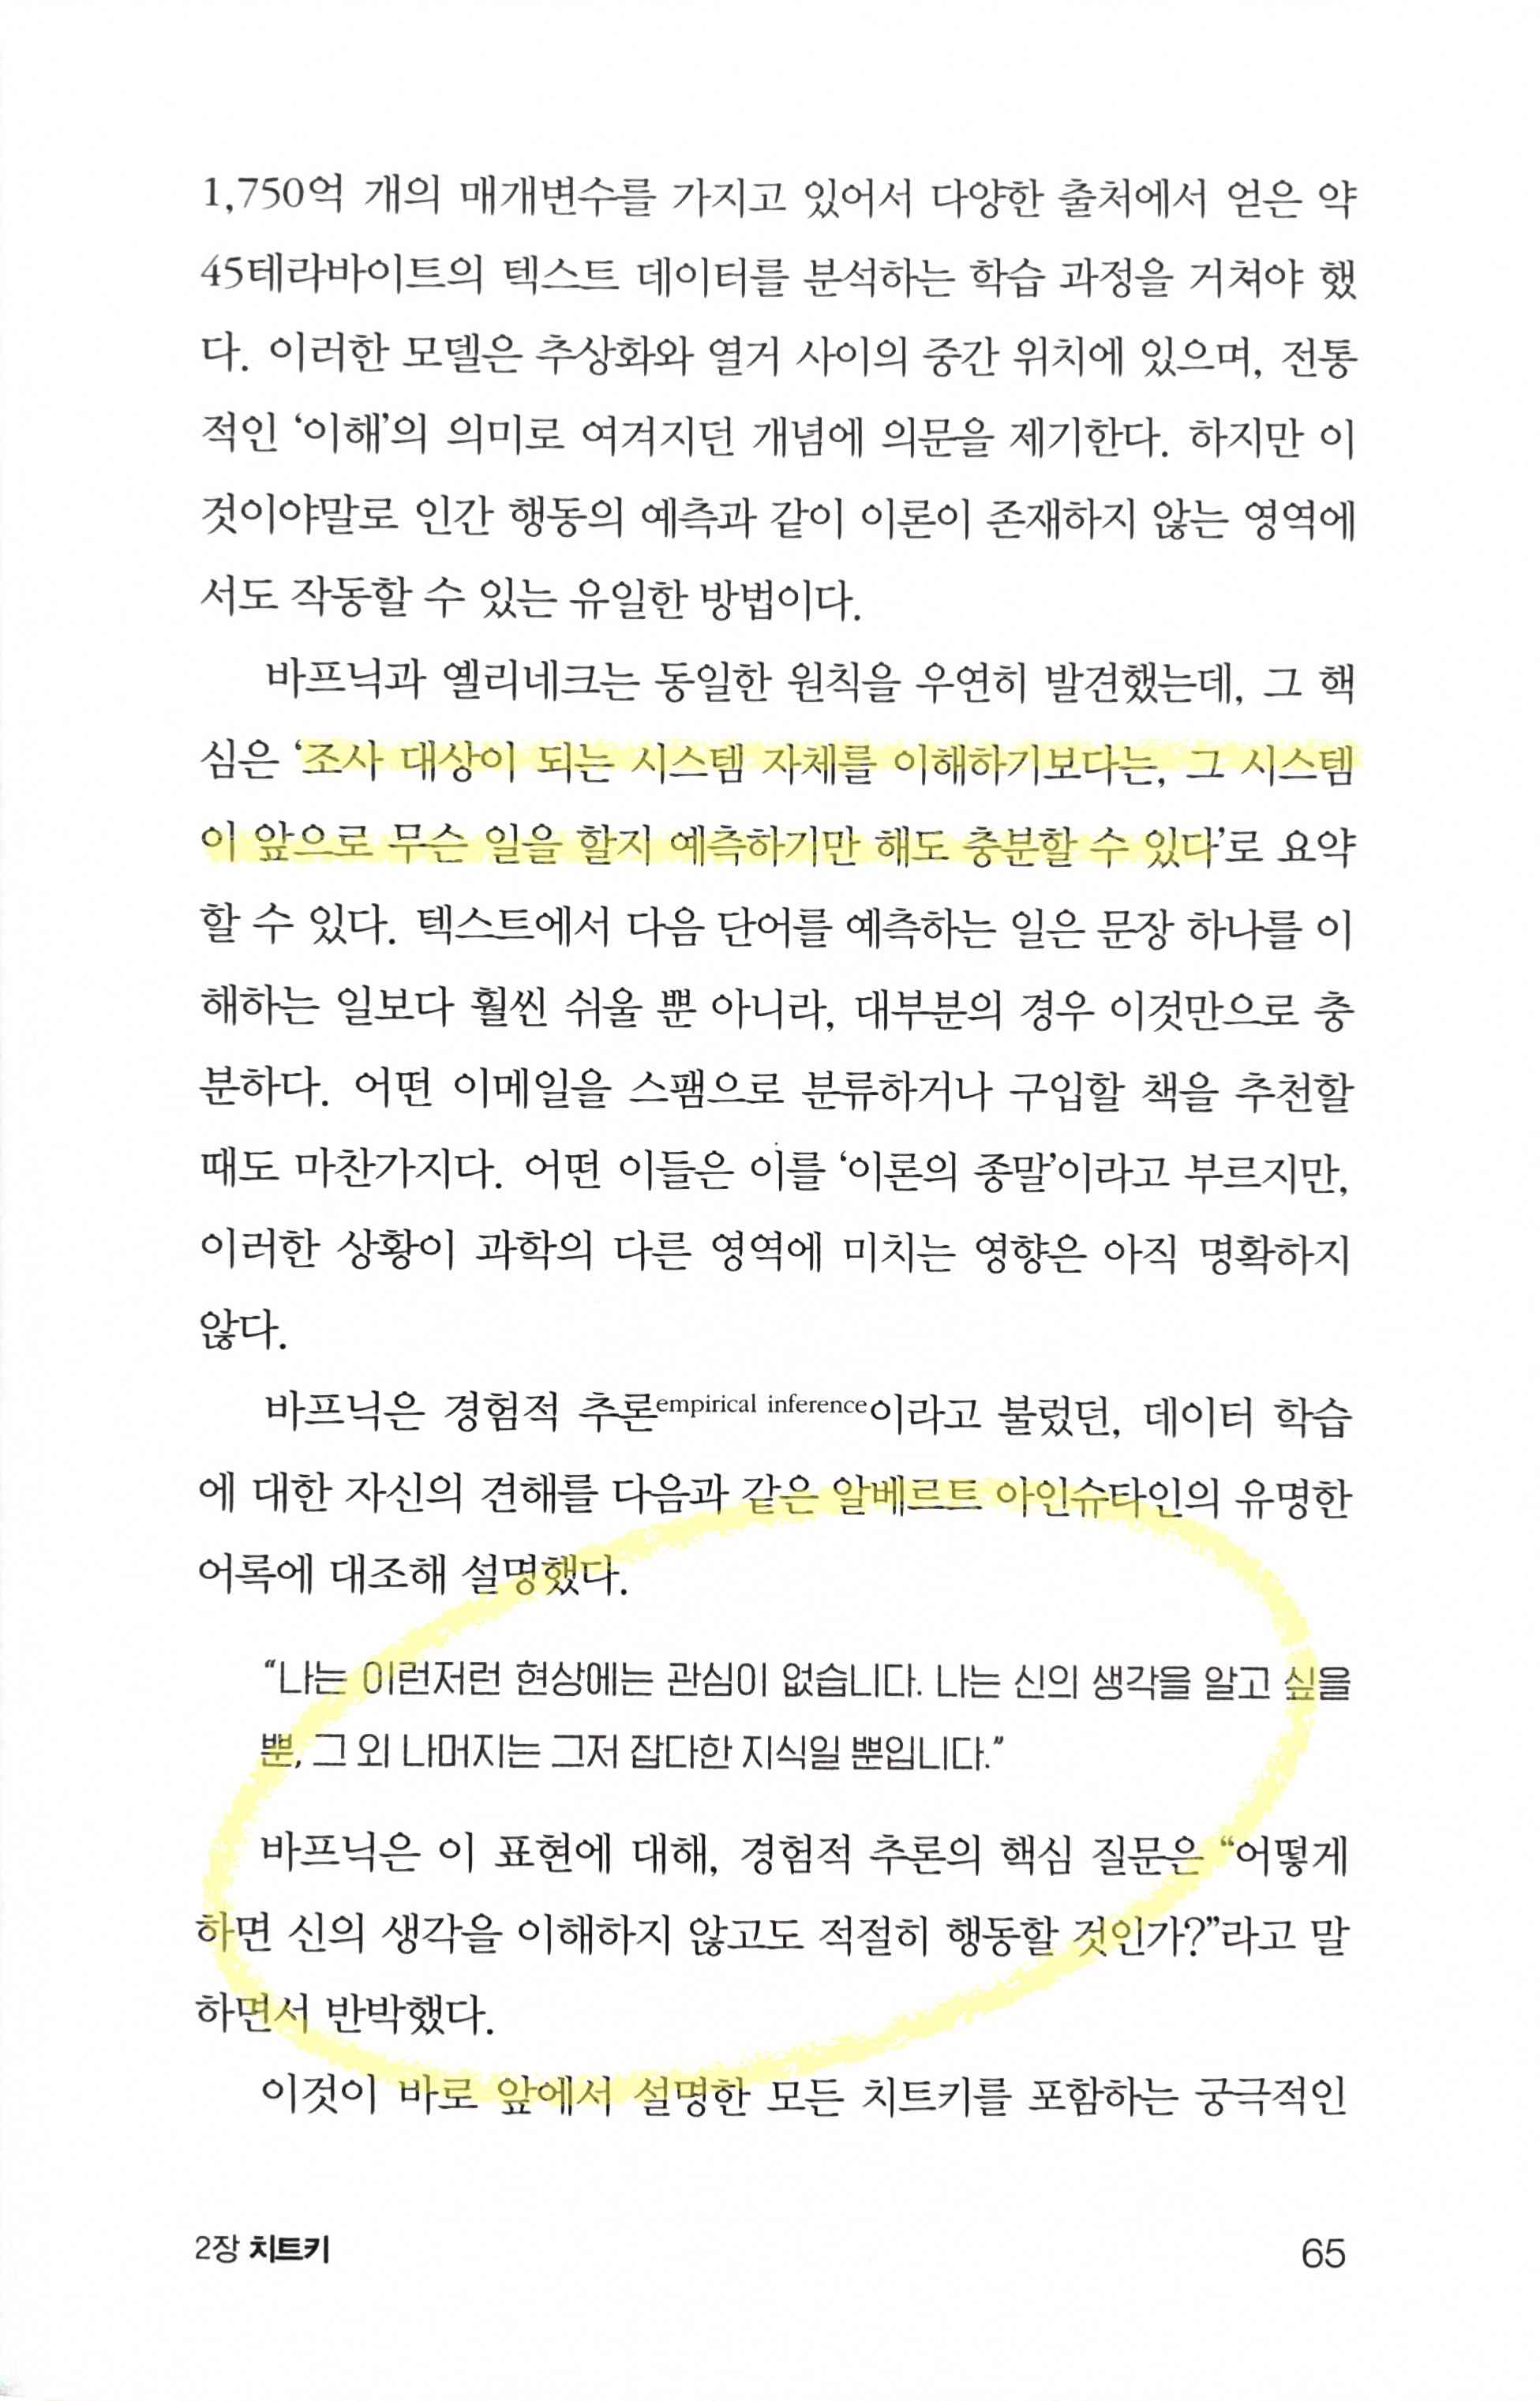 1,750억 개의 매개변수를 가지고 있어서 다양한 출처에서 얻은 약
45테라바이트의 텍스트 데이터를 분석하는 학습 과정을 거쳐야 했
다. 이러한 모델은 추상화와 열거 사이의 중간 위치에 있으며, 전통
적인 ‘이해’의 의미로 여겨지던 개념에 의문을 제기한다. 하지만 이
것이야말로 인간 행동의 예측과 같이 이론이 존재하지 않는 영역에
서도 작동할 수 있는 유일한 방법이다.
바프닉과 옐리네크는 동일한 원칙을 우연히 발견했는데, 그 핵
심은 ‘조사 대상이 되는 시스템 자체를 이해하기보다는, 그 시스템
이 앞으로 무슨 일을 할지 예측하기만 해도 충분할 수 있다’로 요약
할 수 있다. 텍스트에서 다음 단어를 예측하는 일은 문장 하나를 이
해하는 일보다 훨씬 쉬울 뿐 아니라, 대부분의 경우 이것만으로 충
분하다. 어떤 이메일을 스팸으로 분류하거나 구입할 책을 추천할
때도 마찬가지다. 어떤 이들은 이를 ‘이론의 종말’이라고 부르지만,
이러한 상황이 과학의 다른 영역에 미치는 영향은 아직 명확하지
않다.
바프닉은 경험적 추론empirical inference이라고 불렀던, 데이터 학습
에 대한 자신의 견해를 다음과 같은 알베르트 아인슈타인의 유명한
어록에 대조해 설명했다.
“나는 이런저런 현상에는 관심이 없습니다. 나는 신의 생각을 알고 싶을
뿐, 그 외 나머지는 그저 잡다한 지식일 뿐입니다.”
바프닉은 이 표현에 대해, 경험적 추론의 핵심 질문은 “어떻게
하면 신의 생각을 이해하지 않고도 적절히 행동할 것인가?”라고 말
하면서 반박했다.
이것이 바로 앞에서 설명한 모든 치트키를 포함하는 궁극적인
2장 치트키
65